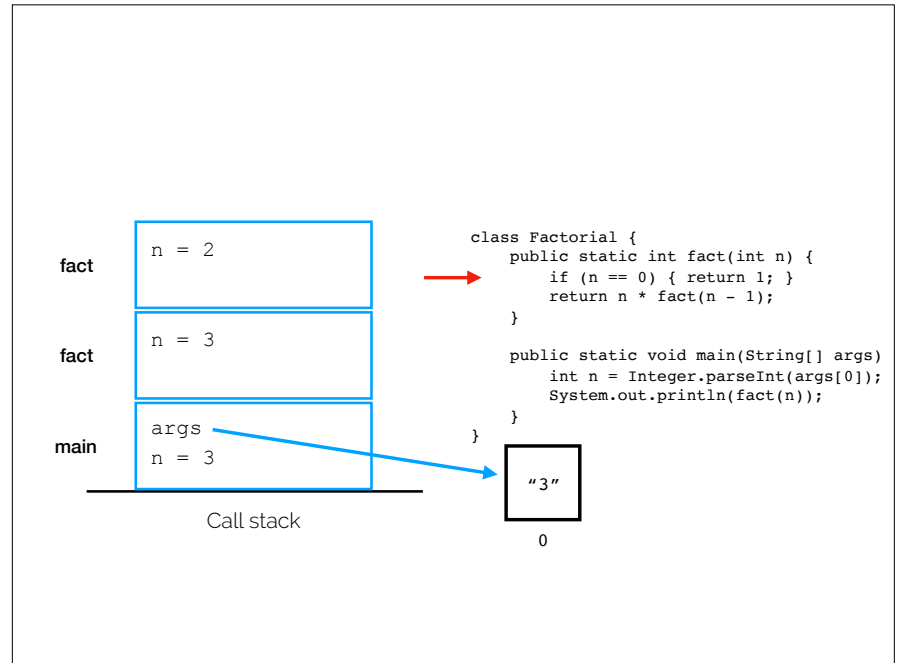 fact
n = 2
fact
n = 3
main
args
n = 3
Call stack
class Factorial {
    public static int fact(int n) {
        if (n == 0) { return 1; }
        return n * fact(n - 1);
    }
    public static void main(String[] args)
        int n = Integer.parseInt(args[0]);
        System.out.println(fact(n));
    }
}
“3”
0